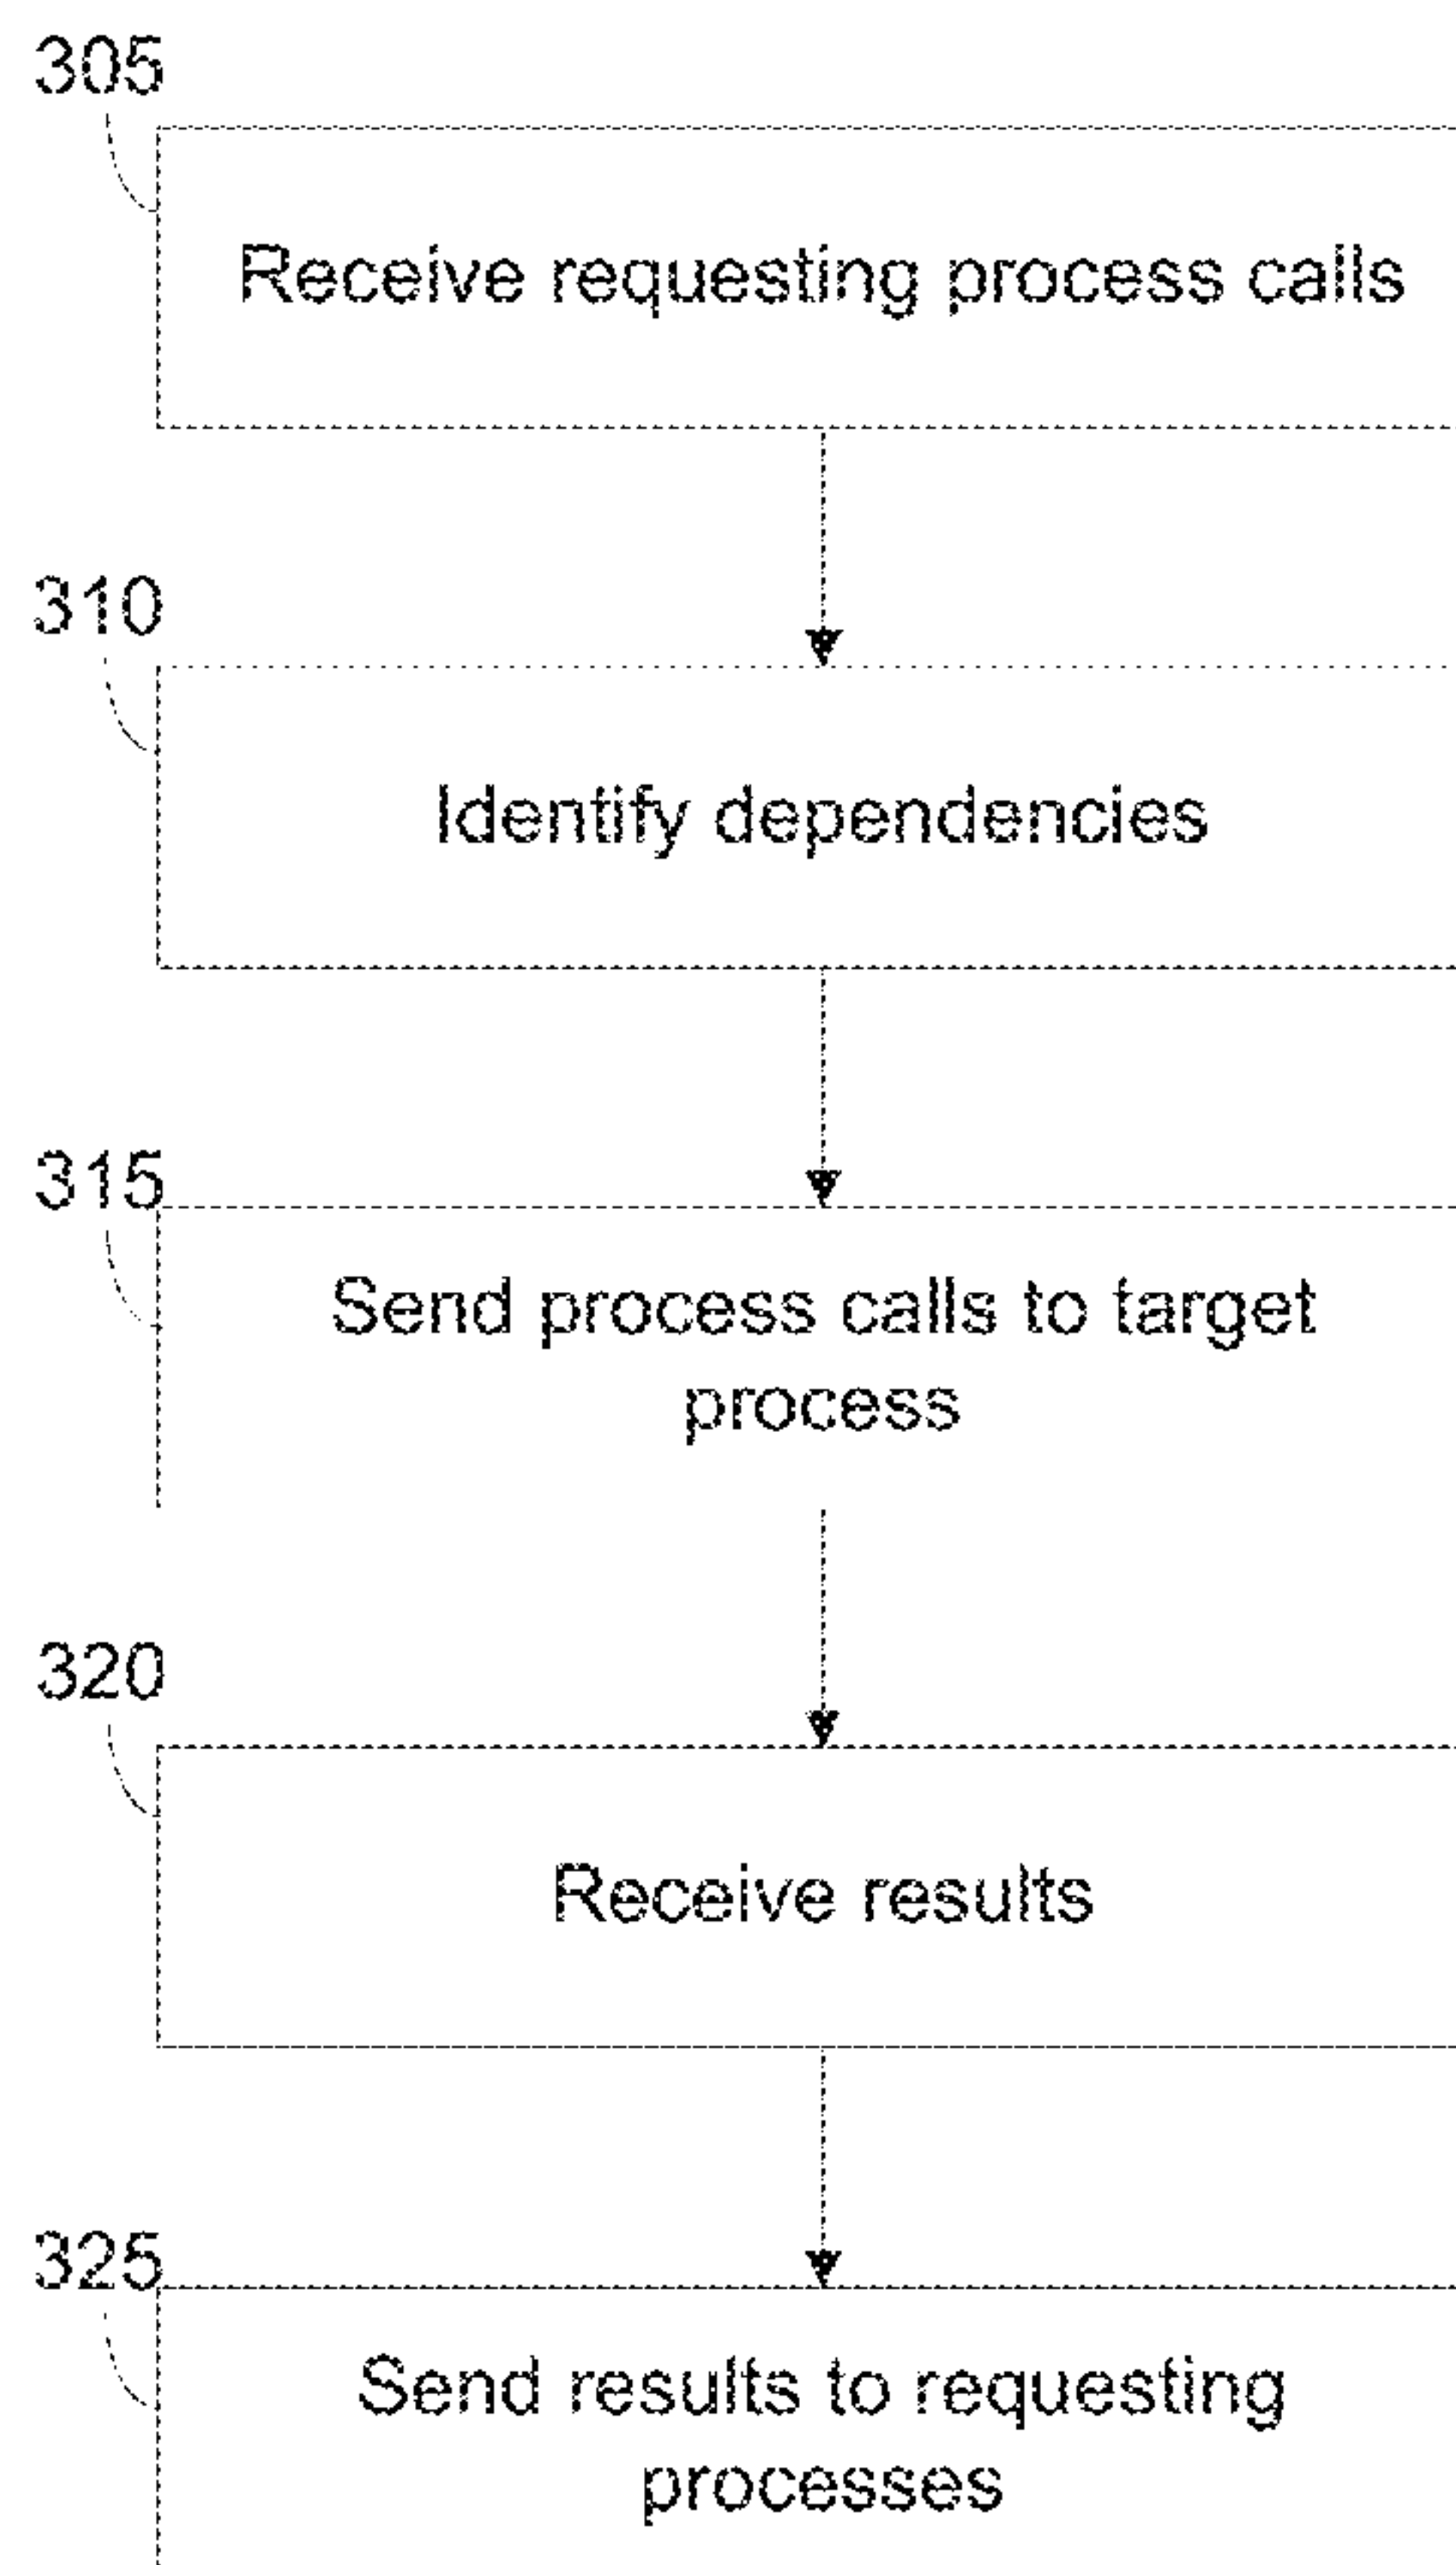 305
Receive requesting process calls
310
Identify dependencies
315
Send process calls to target
process
320
Receive results
325
Send results to requesting
processes